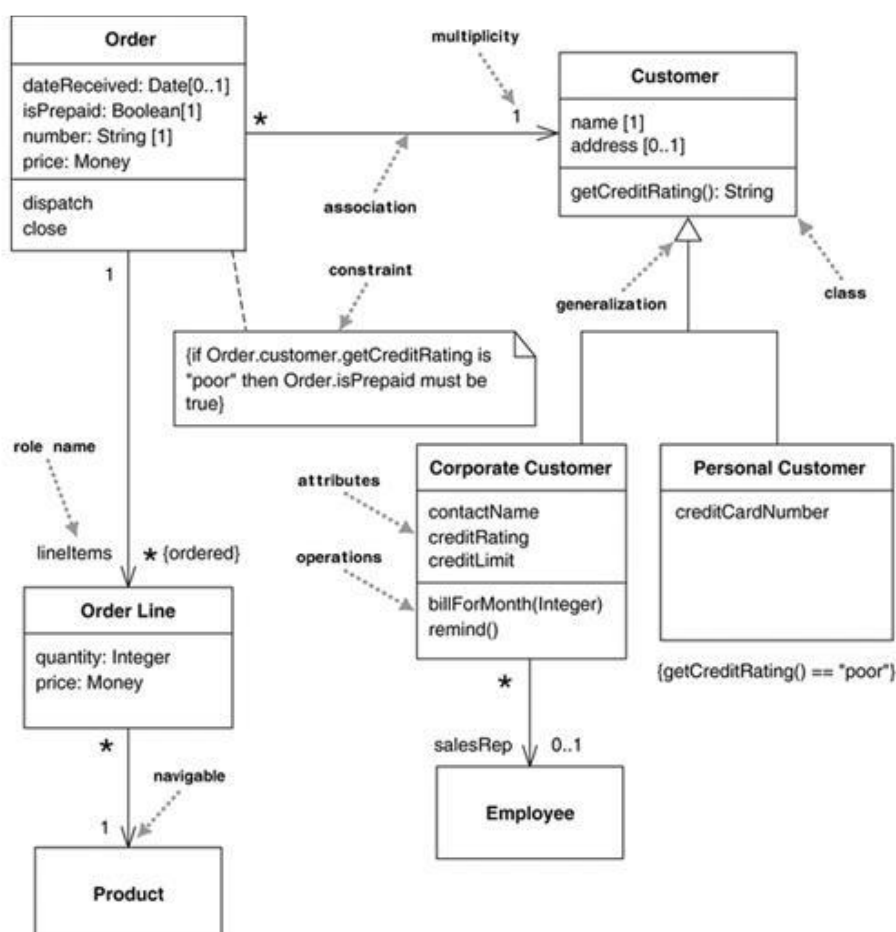 Order
dateReceived: Date[0..1]
isPrepaid: Boolean[1]
number: String [1]
price: Money
dispatch
close
*
multiplicity
1
association
Customer
name [1]
address [0..1]
getCreditRating(): String
generalization
class
1
constraint
{if Order.customer.getCreditRating is
"poor" then Order.isPrepaid must be
true}
role name
lineItems
* {ordered}
Order Line
quantity: Integer
price: Money
*
navigable
1
Product
attributes
operations
Corporate Customer
contactName
creditRating
creditLimit
billForMonth(Integer)
remind()
*
salesRep
0..1
Employee
Personal Customer
creditCardNumber
{getCreditRating() == "poor"}